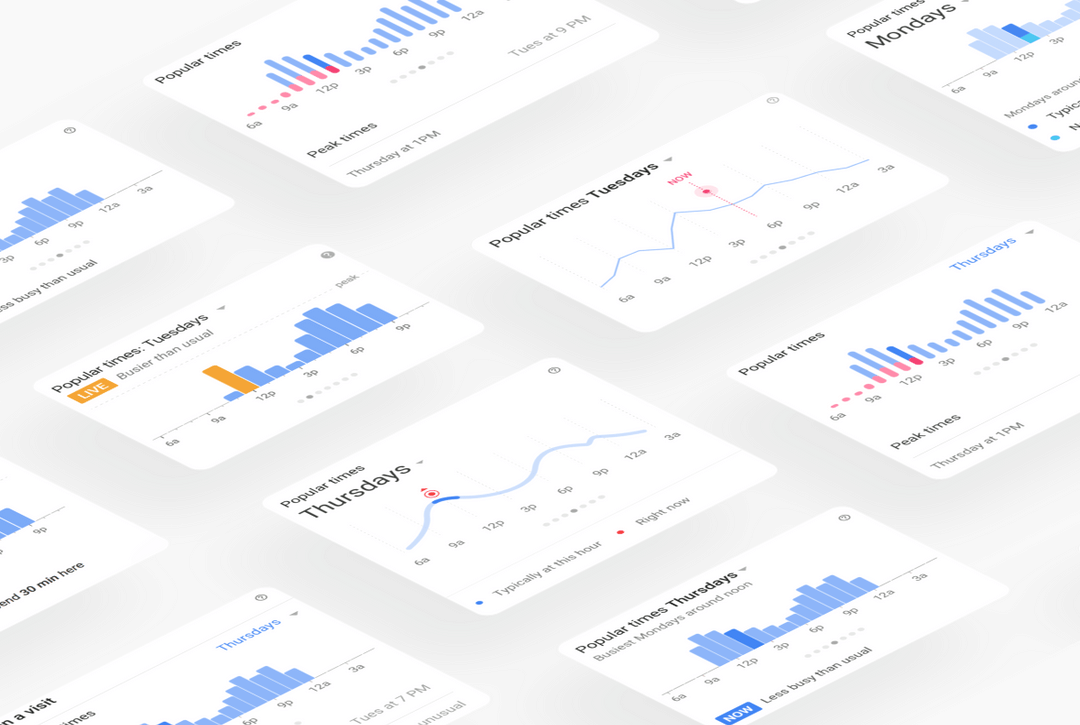 Popular times
6a 9a 12p 3p 6p 9p 12a
Peak times
Tues at 9 PM
Thursday at 1PM
Popular times
Mondays
6a 9a 12p 3p
Mondays around
Typic
N
3p 6p 9p 12a 3a
ess busy than usual
Popular times Tuesdays
NOW
6a 9a 12p 3p 6p 9p 12a 3a
Popular times: Tuesdays
LIVE Busier than usual
peak
6a 9a 12p 3p 6p 9p
Thursdays
Popular times
6a 9a 12p 3p 6p 9p 12a
Peak times
Thursday at 1PM
Popular times
Thursdays
6a 9a 12p 3p 6p 9p 12a 3a
Typically at this hour
Right now
9p
end 30 min here
Popular times Thursdays
Busiest Mondays around noon
6a 9a 12p 3p 6p 9p 12a 3a
NOW Less busy than usual
Thursdays
n a visit
times
6p 9p 12a 3a
Tues at 7 PM
unusual